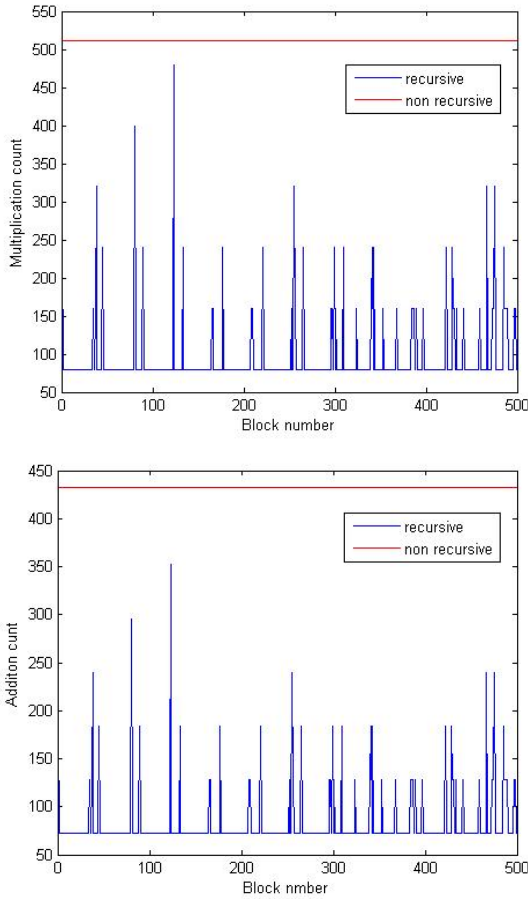 550
500
450
400
350
300
250
200
150
100
50
Multiplication count
recursive
non recursive
0 100 200 300 400 500
Block number
450
400
350
300
250
200
150
100
50
Additon cunt
recursive
non recursive
0 100 200 300 400 500
Block nmber